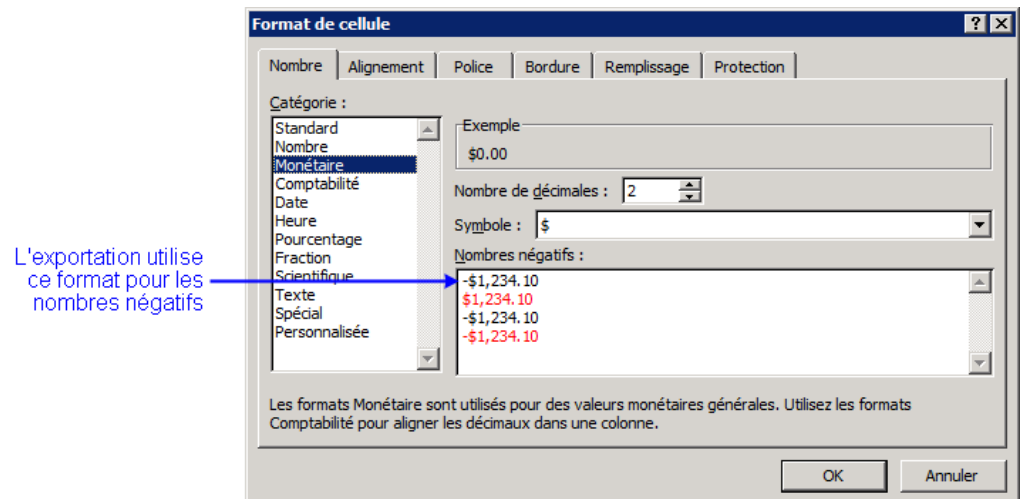 Format de cellule
Nombre Alignement Police Bordure Remplissage Protection
Catégorie :
Standard
Nombre
Monétaire
Comptabilité
Date
Heure
Pourcentage
Fraction
Scientifique
Texte
Spécial
Personnalisée
Exemple
$0.00
Nombre de décimales : 2
Symbole : $
Nombres négatifs :
-$1,234.10
$1,234.10
-$1,234.10
-$1,234.10
L'exportation utilise
ce format pour les
nombres négatifs
Les formats Monétaire sont utilisés pour des valeurs monétaires générales. Utilisez les formats
Comptabilité pour aligner les décimaux dans une colonne.
OK Annuler